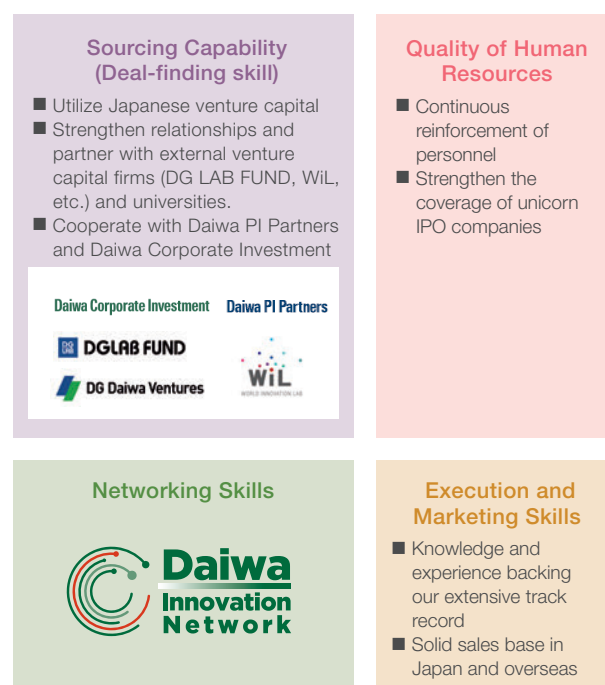 Sourcing Capability
(Deal-finding skill)
■ Utilize Japanese venture capital
■ Strengthen relationships and
partner with external venture
capital firms (DG LAB FUND, WiL,
etc.) and universities.
■ Cooperate with Daiwa PI Partners
and Daiwa Corporate Investment
Daiwa Corporate Investment
Daiwa PI Partners
DG
LAB
DGLAB FUND
DG Daiwa Ventures
WiL
WORLD INNOVATION LAB
Quality of Human
Resources
■ Continuous
reinforcement of
personnel
■ Strengthen the
coverage of unicorn
IPO companies
Networking Skills
Daiwa
Innovation
Network
Execution and
Marketing Skills
■ Knowledge and
experience backing
our extensive track
record
■ Solid sales base in
Japan and overseas